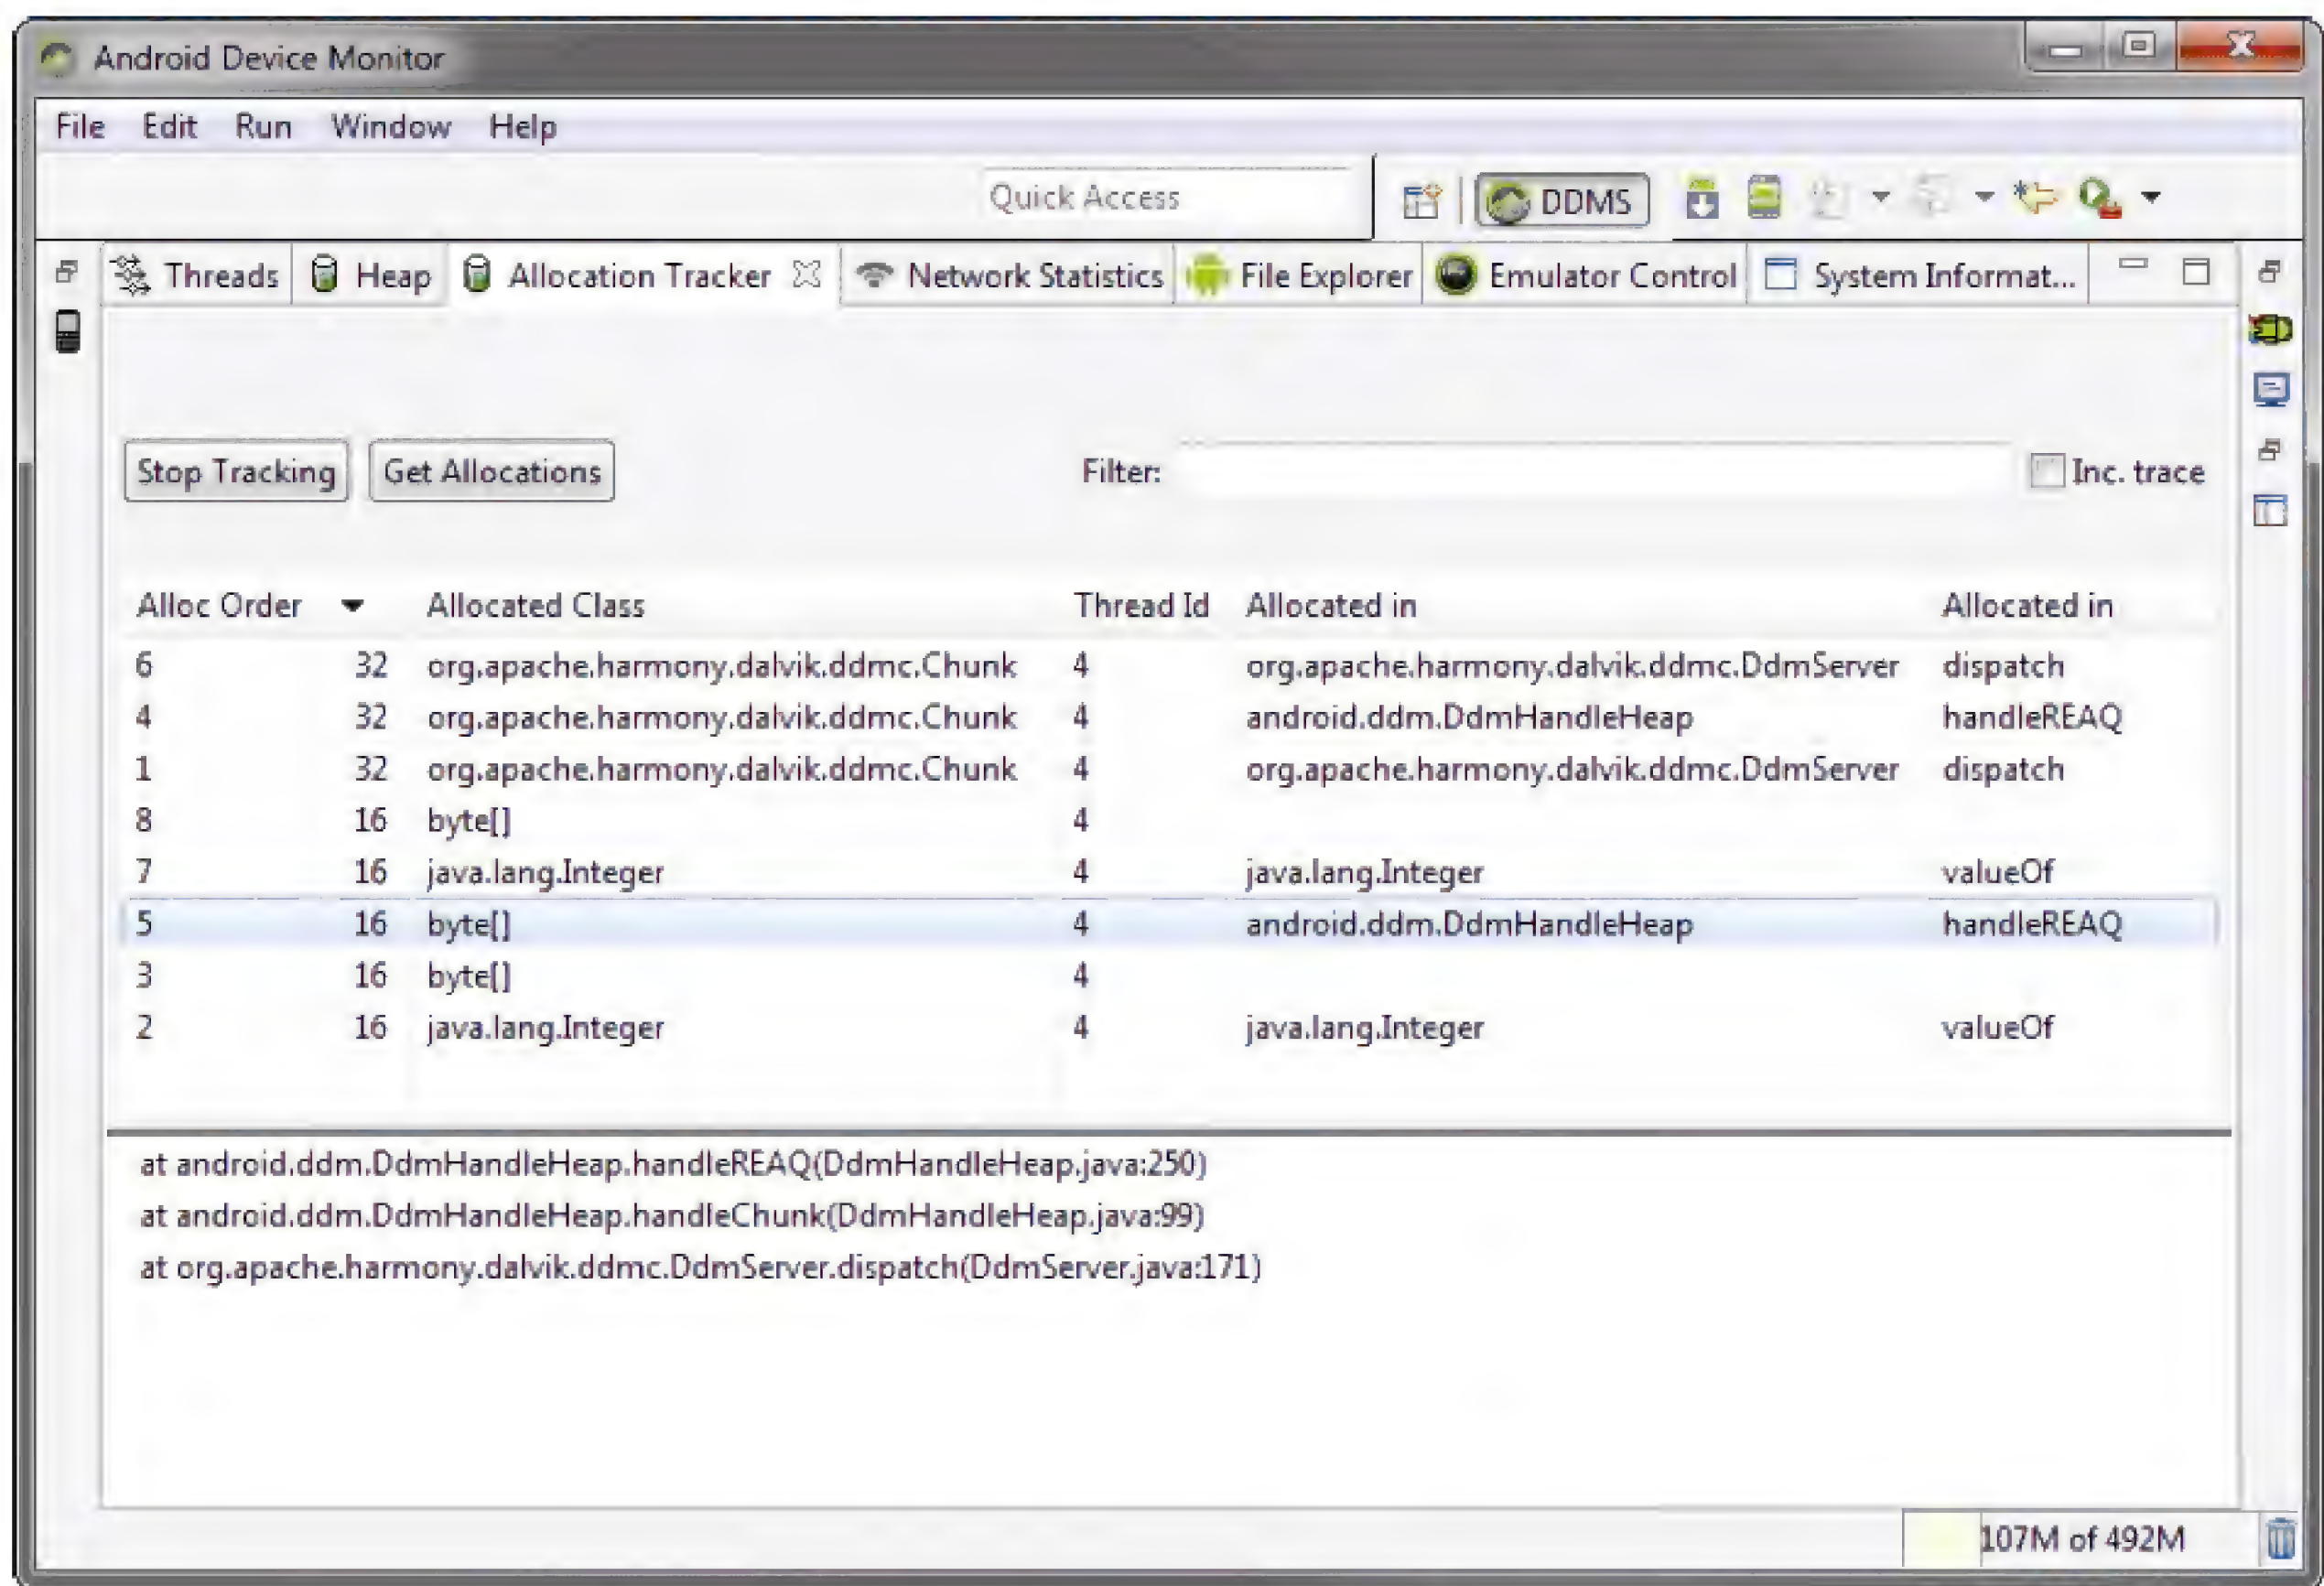 Android Device Monitor
File Edit Run Window Help
Quick Access DDMS
Threads Heap Allocation Tracker Network Statistics File Explorer Emulator Control System Informat...
Stop Tracking Get Allocations Filter: Inc. trace
Alloc Order Allocated Class Thread Id Allocated in Allocated in
6 32 org.apache.harmony.dalvik.ddmc.Chunk 4 org.apache.harmony.dalvik.ddmc.DdmServer dispatch
4 32 org.apache.harmony.dalvik.ddmc.Chunk 4 android.ddm.DdmHandleHeap handleREAQ
1 32 org.apache.harmony.dalvik.ddmc.Chunk 4 org.apache.harmony.dalvik.ddmc.DdmServer dispatch
8 16 byte[] 4
7 16 java.lang.Integer 4 java.lang.Integer valueOf
5 16 byte[] 4 android.ddm.DdmHandleHeap handleREAQ
3 16 byte[] 4
2 16 java.lang.Integer 4 java.lang.Integer valueOf
at android.ddm.DdmHandleHeap.handleREAQ(DdmHandleHeap.java:250)
at android.ddm.DdmHandleHeap.handleChunk(DdmHandleHeap.java:99)
at org.apache.harmony.dalvik.ddmc.DdmServer.dispatch(DdmServer.java:171)
107M of 492M